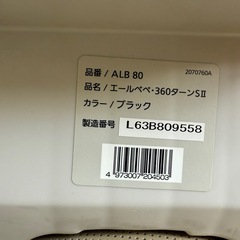 品番 / ALB 80
2070760A
品名 / エールベベ・360ターンSⅡ
カラー / ブラック
製造番号 L63B809558
4 973007 204503